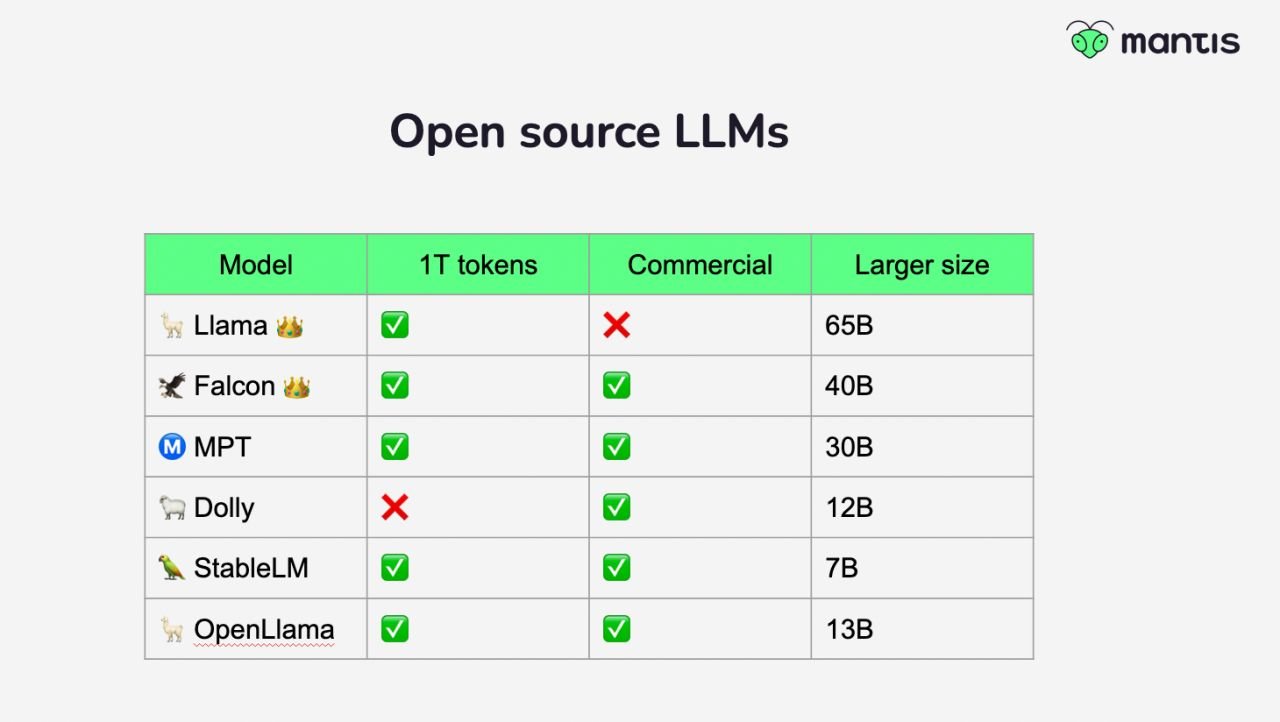 mantis
Open source LLMs
Model 1T tokens Commercial Larger size
🦙 Llama 👑 ✅ ❌ 65B
🦅 Falcon 👑 ✅ ✅ 40B
Ⓜ️ MPT ✅ ✅ 30B
🐑 Dolly ❌ ✅ 12B
🦜 StableLM ✅ ✅ 7B
🦙 OpenLlama ✅ ✅ 13B